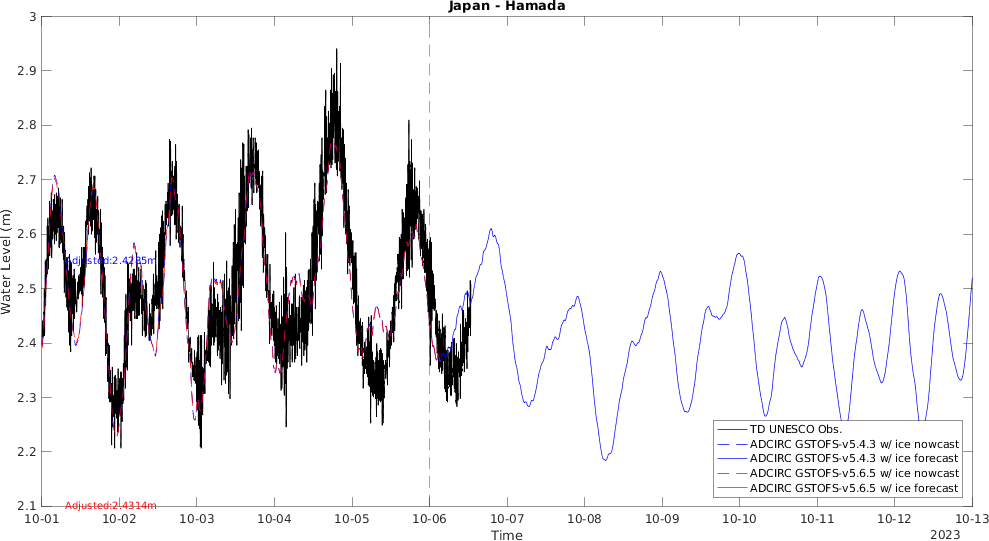 Japan - Hamada
Water Level (m)
3
2.9
2.8
2.7
2.6
2.5
2.4
2.3
2.2
2.1
Adjusted:2.4285m
Adjusted:2.4314m
TD UNESCO Obs.
ADCIRC GSTOFS-v5.4.3 w/ ice nowcast
ADCIRC GSTOFS-v5.4.3 w/ ice forecast
ADCIRC GSTOFS-v5.6.5 w/ ice nowcast
ADCIRC GSTOFS-v5.6.5 w/ ice forecast
10-01 10-02 10-03 10-04 10-05 10-06 10-07 10-08 10-09 10-10 10-11 10-12 10-13
Time
2023